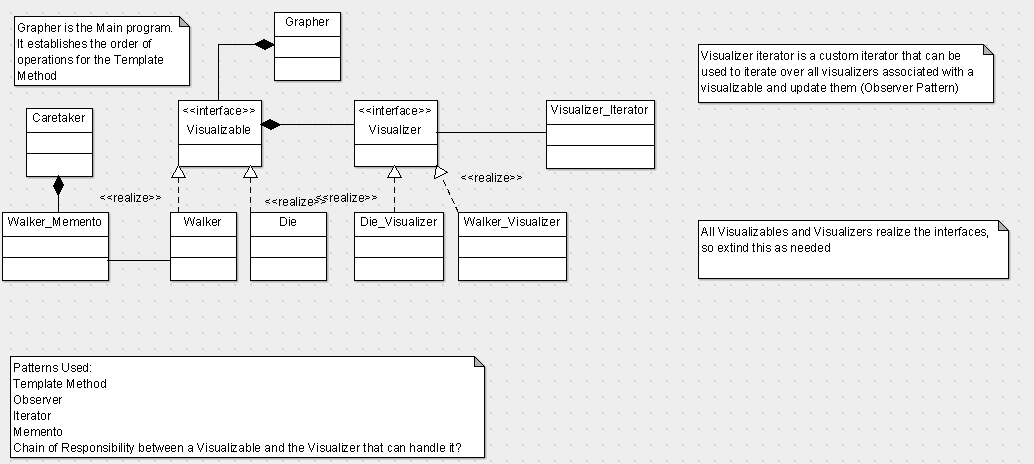 Grapher is the Main program.
It establishes the order of
operations for the Template
Method
Grapher
Visualizer iterator is a custom iterator that can be
used to iterate over all visualizers associated with a
visualizable and update them (Observer Pattern)
Caretaker
<<interface>>
Visualizable
<<interface>>
Visualizer
Visualizer_Iterator
<<realize>>
<<realize>>
<<realize>>
<<realize>>
Walker_Memento
Walker
Die
Die_Visualizer
Walker_Visualizer
All Visualizables and Visualizers realize the interfaces,
so extind this as needed
Patterns Used:
Template Method
Observer
Iterator
Memento
Chain of Responsibility between a Visualizable and the Visualizer that can handle it?